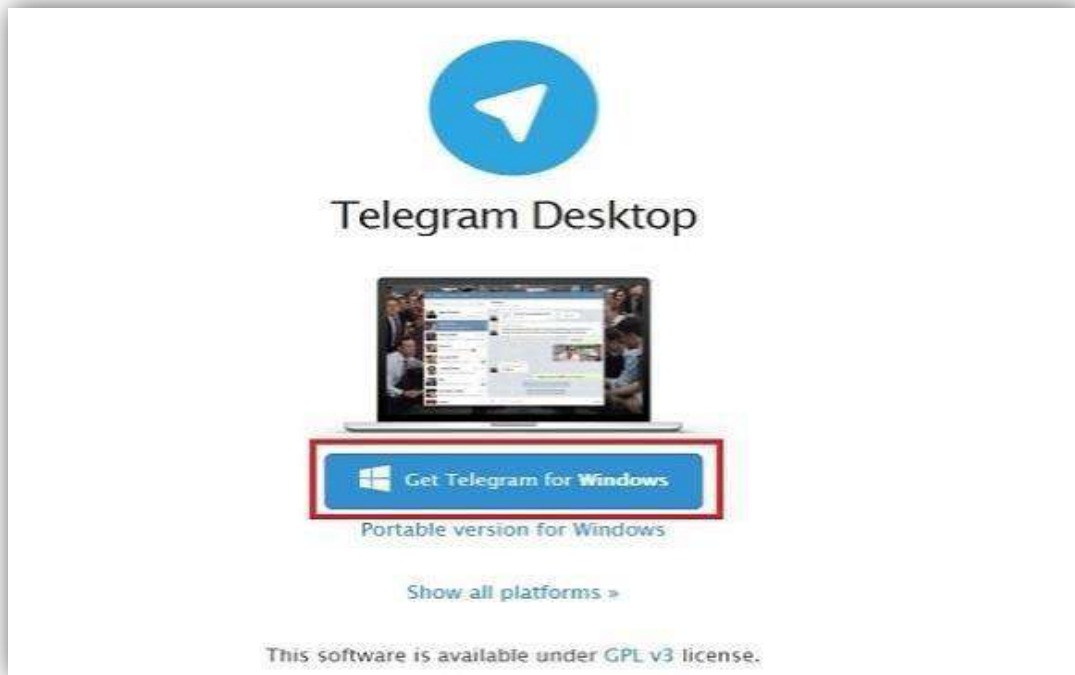 Telegram Desktop
Get Telegram for Windows
Portable version for Windows
Show all platforms »
This software is available under GPL v3 license.